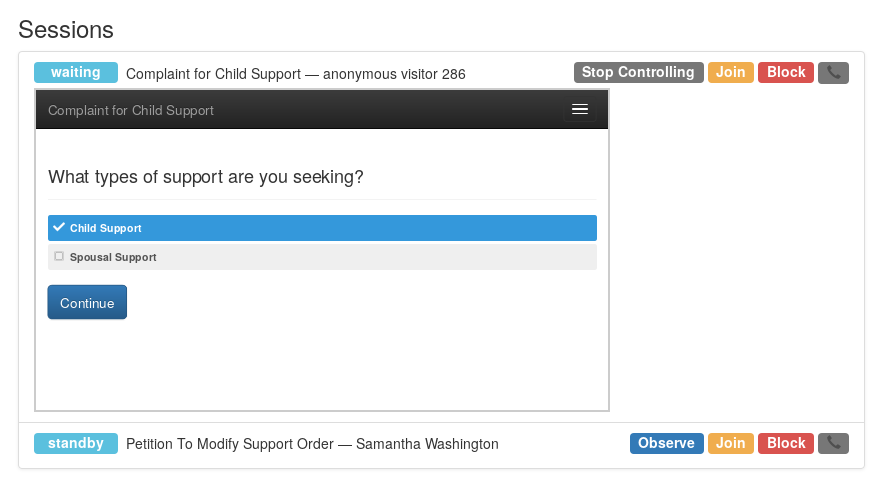 Sessions
waiting Complaint for Child Support — anonymous visitor 286 Stop Controlling Join Block
Complaint for Child Support
What types of support are you seeking?
Child Support
Spousal Support
Continue
standby Petition To Modify Support Order — Samantha Washington Observe Join Block